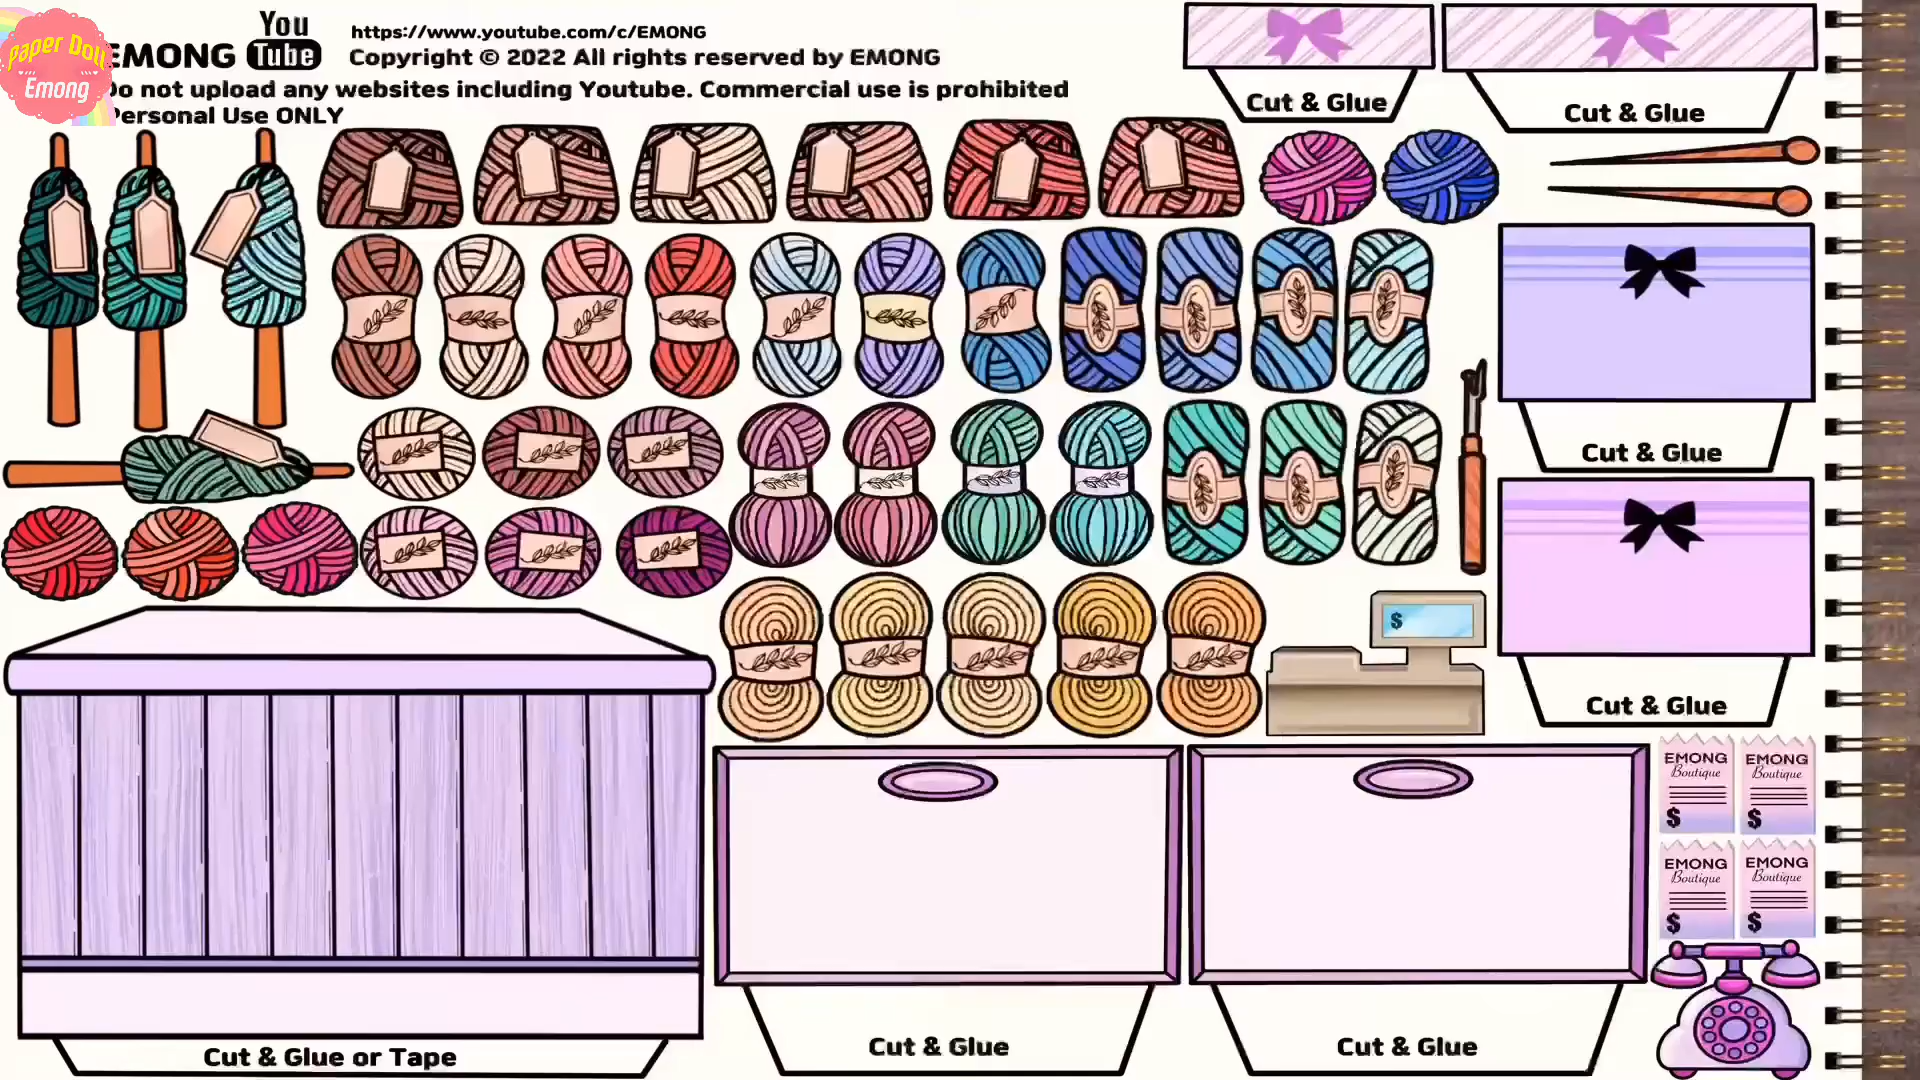 You
EMONG Tube
https://www.youtube.com/c/EMONG
Copyright © 2022 All rights reserved by EMONG
Do not upload any websites including Youtube. Commercial use is prohibited
Personal Use ONLY
Paper Doll
Emong
Cut & Glue
Cut & Glue
Cut & Glue
$
Cut & Glue
EMONG
Boutique
$
EMONG
Boutique
$
EMONG
Boutique
$
EMONG
Boutique
$
Cut & Glue or Tape
Cut & Glue
Cut & Glue